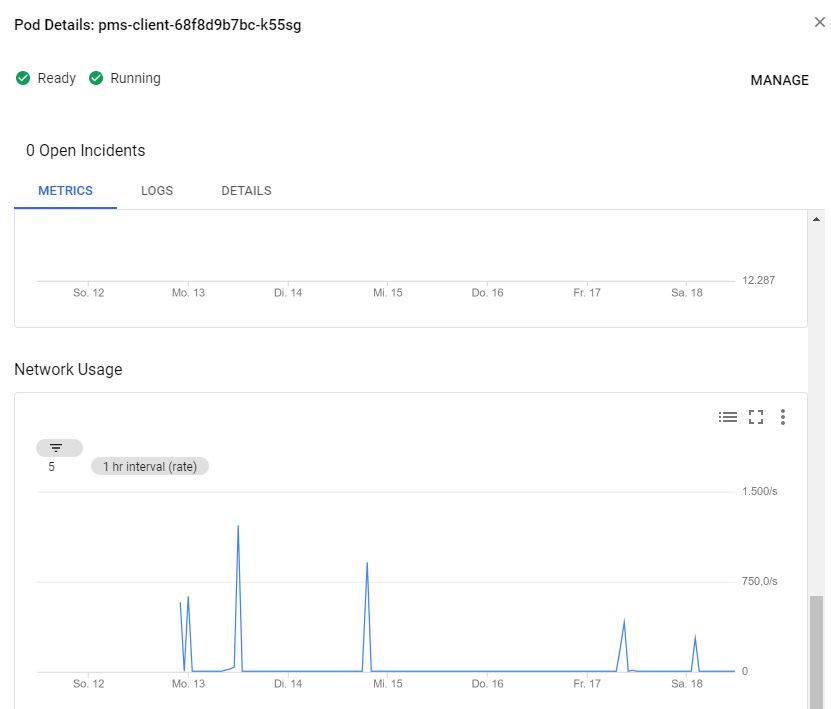 Pod Details: pms-client-68f8d9b7bc-k55sg
Ready Running
MANAGE
0 Open Incidents
METRICS LOGS DETAILS
12.287
So. 12 Mo. 13 Di. 14 Mi. 15 Do. 16 Fr. 17 Sa. 18
Network Usage
5 1 hr interval (rate)
1.500/s
750,0/s
0
So. 12 Mo. 13 Di. 14 Mi. 15 Do. 16 Fr. 17 Sa. 18